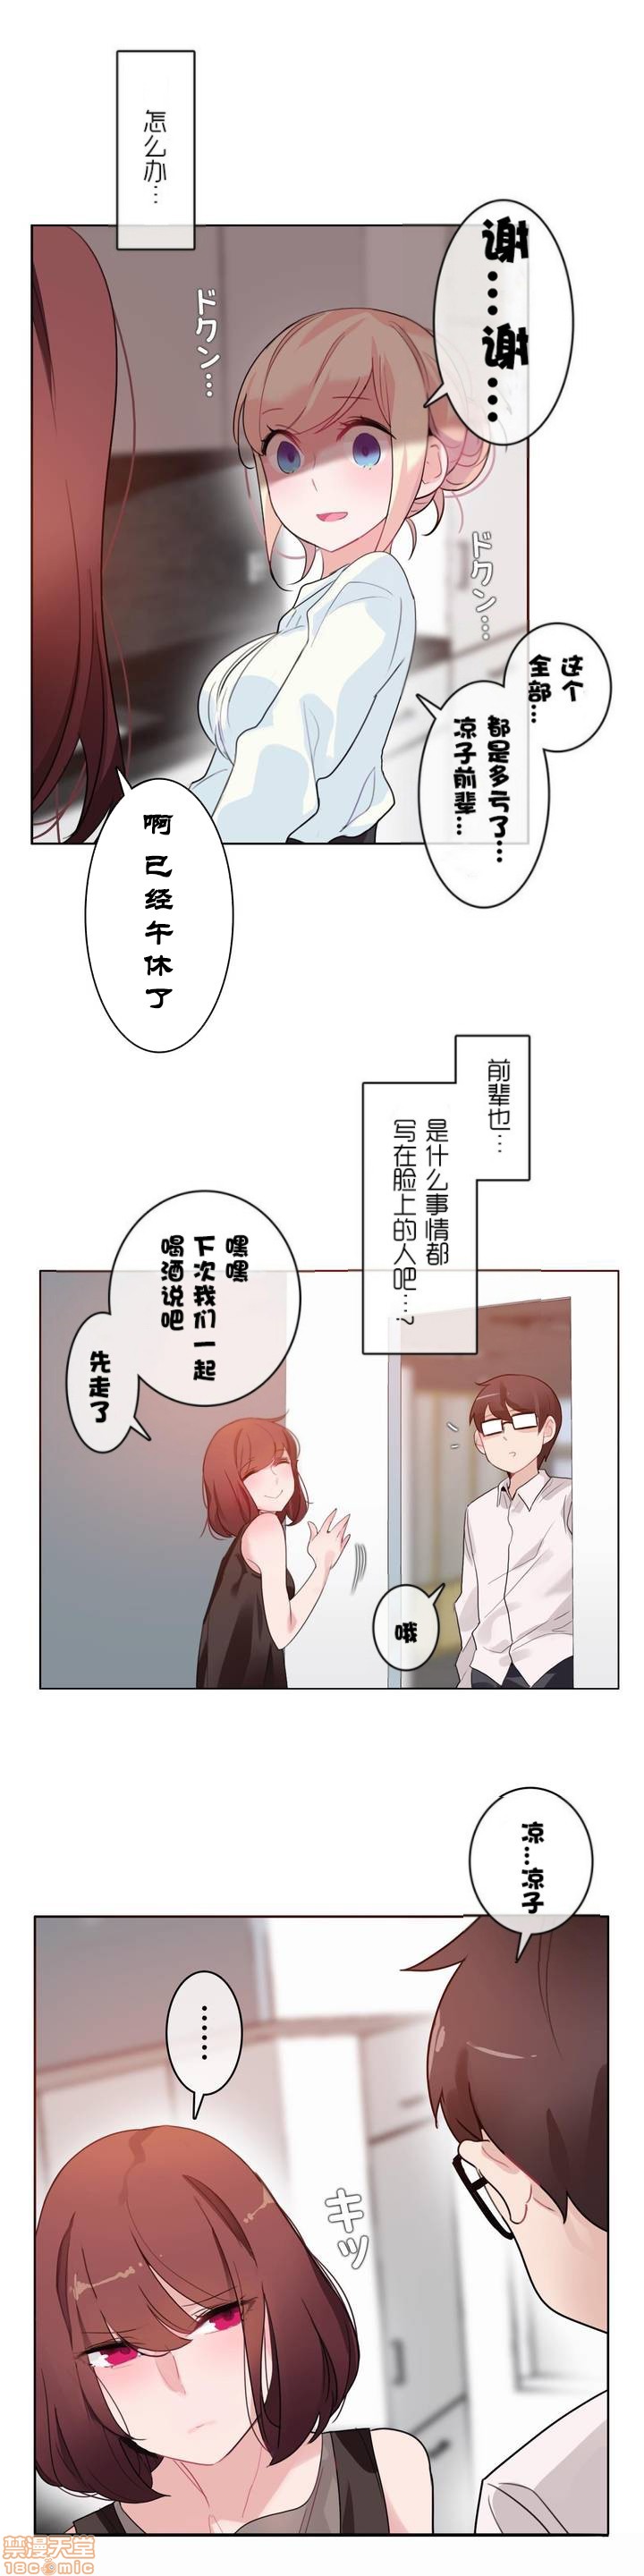 怎么办…
谢…谢…
ドクン…
ドクン…
这个
全部…
都是多亏了…
凉子前辈…
啊 已经午休了
前辈也…
是什么事情都
写在脸上的人吧…?
嘿嘿
下次我们一起
喝酒说吧
先走了
哦
凉…凉子
……
キッ
禁漫天堂
18comic